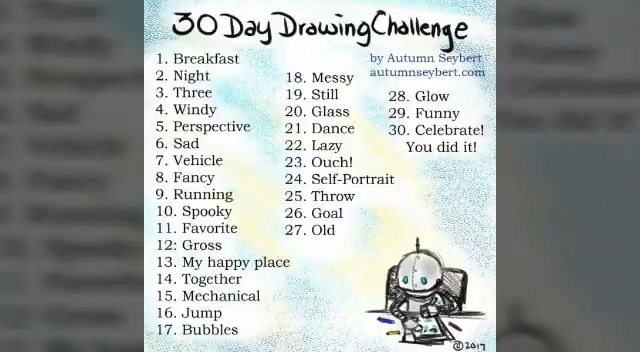 30 Day Drawing Challenge
by Autumn Seybert
autumnseybert.com
1. Breakfast
2. Night
3. Three
4. Windy
5. Perspective
6. Sad
7. Vehicle
8. Fancy
9. Running
10. Spooky
11. Favorite
12: Gross
13. My happy place
14. Together
15. Mechanical
16. Jump
17. Bubbles
18. Messy
19. Still
20. Glass
21. Dance
22. Lazy
23. Ouch!
24. Self-Portrait
25. Throw
26. Goal
27. Old
28. Glow
29. Funny
30. Celebrate!
You did it!
©2017